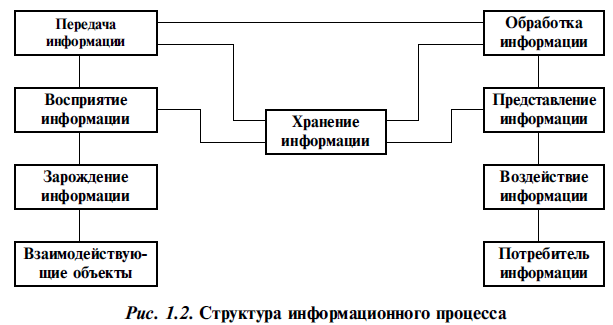 Передача
информации
Обработка
информации
Восприятие
информации
Хранение
информации
Представление
информации
Зарождение
информации
Воздействие
информации
Взаимодействую-
щие объекты
Потребитель
информации
Рис. 1.2. Структура информационного процесса